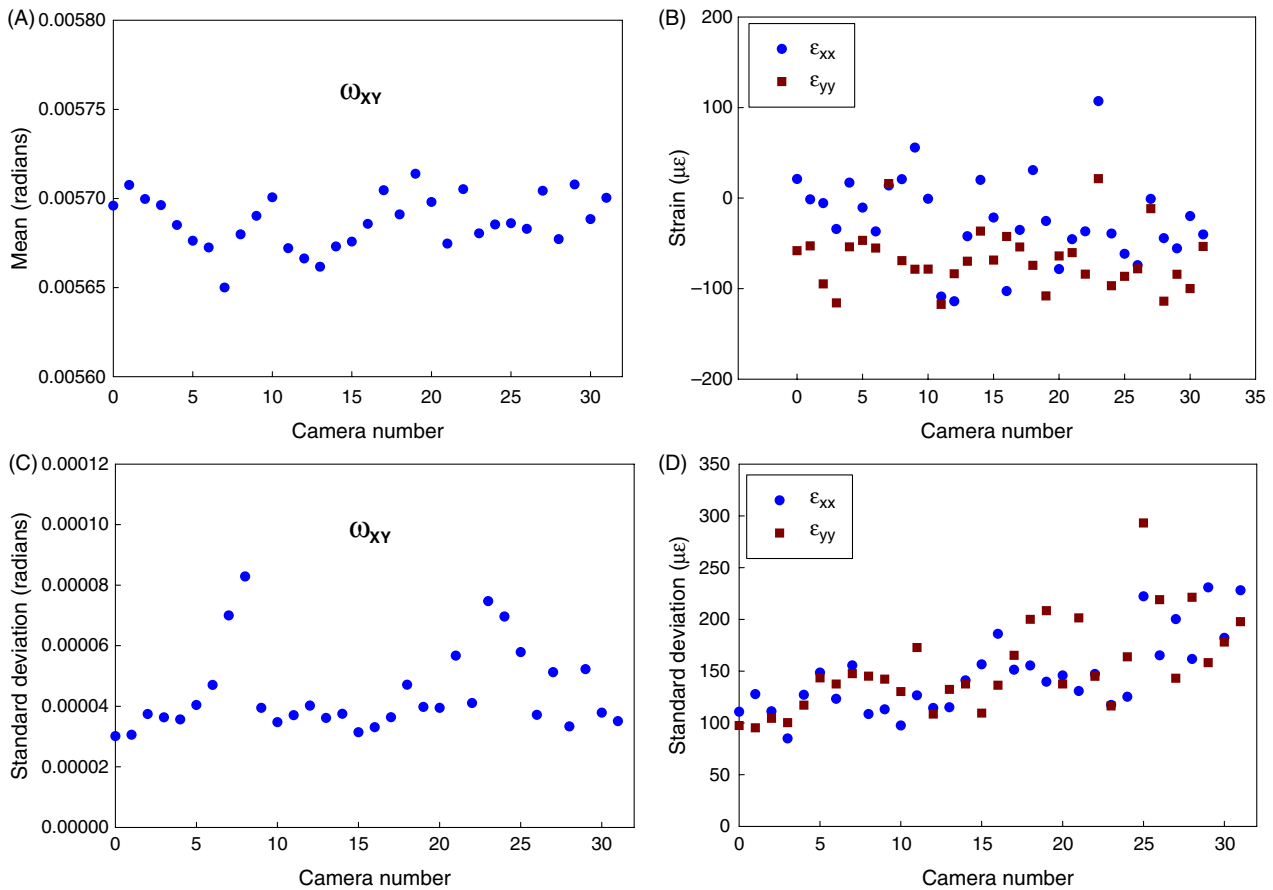 (A)
0.00580
0.00575
0.00570
0.00565
0.00560
Mean (radians)
ωXY
0 5 10 15 20 25 30
Camera number
(B)
200
100
0
−100
−200
Strain (με)
εxx
εyy
0 5 10 15 20 25 30 35
Camera number
(C)
0.00012
0.00010
0.00008
0.00006
0.00004
0.00002
0.00000
Standard deviation (radians)
ωXY
0 5 10 15 20 25 30
Camera number
(D)
350
300
250
200
150
100
50
0
Standard deviation (με)
εxx
εyy
0 5 10 15 20 25 30
Camera number